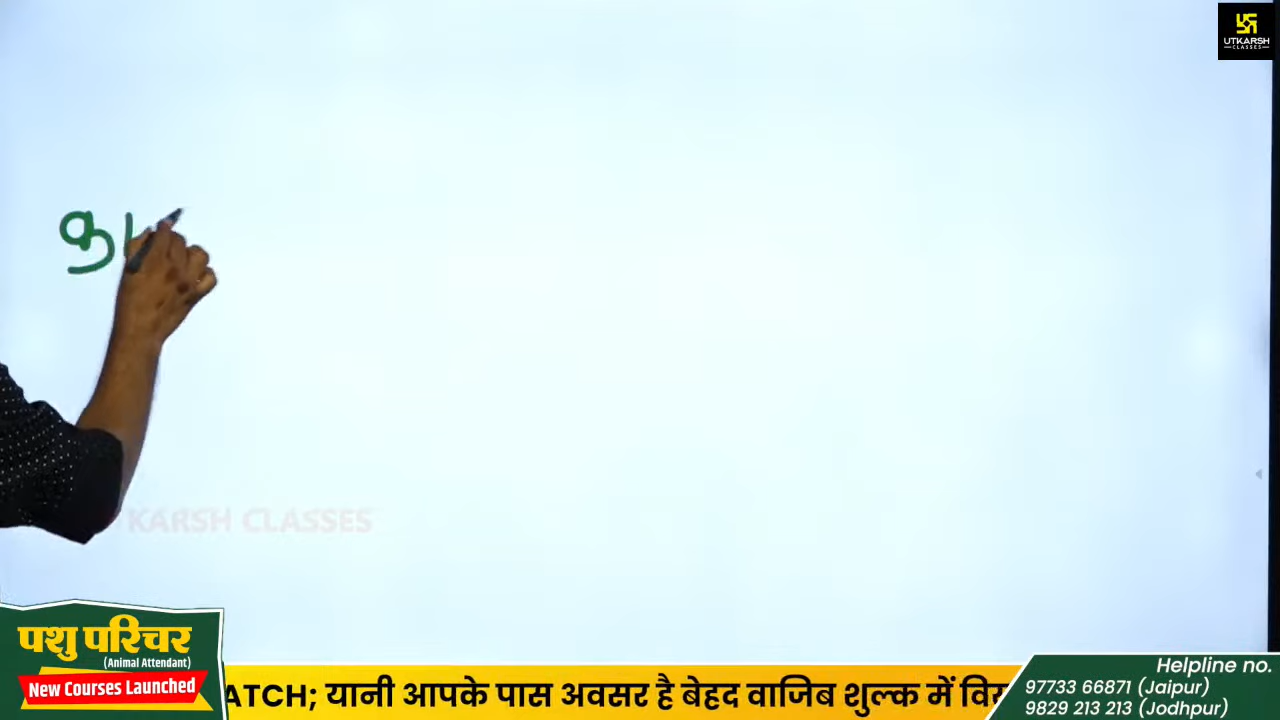 UTKARSH
CLASSES
KARSH CLASSES
पशु परिचर
(Animal Attendant)
New Courses Launched
ATCH; यानी आपके पास अवसर है बेहद वाजिब शुल्क में
Helpline no.
97733 66871 (Jaipur)
9829 213 213 (Jodhpur)